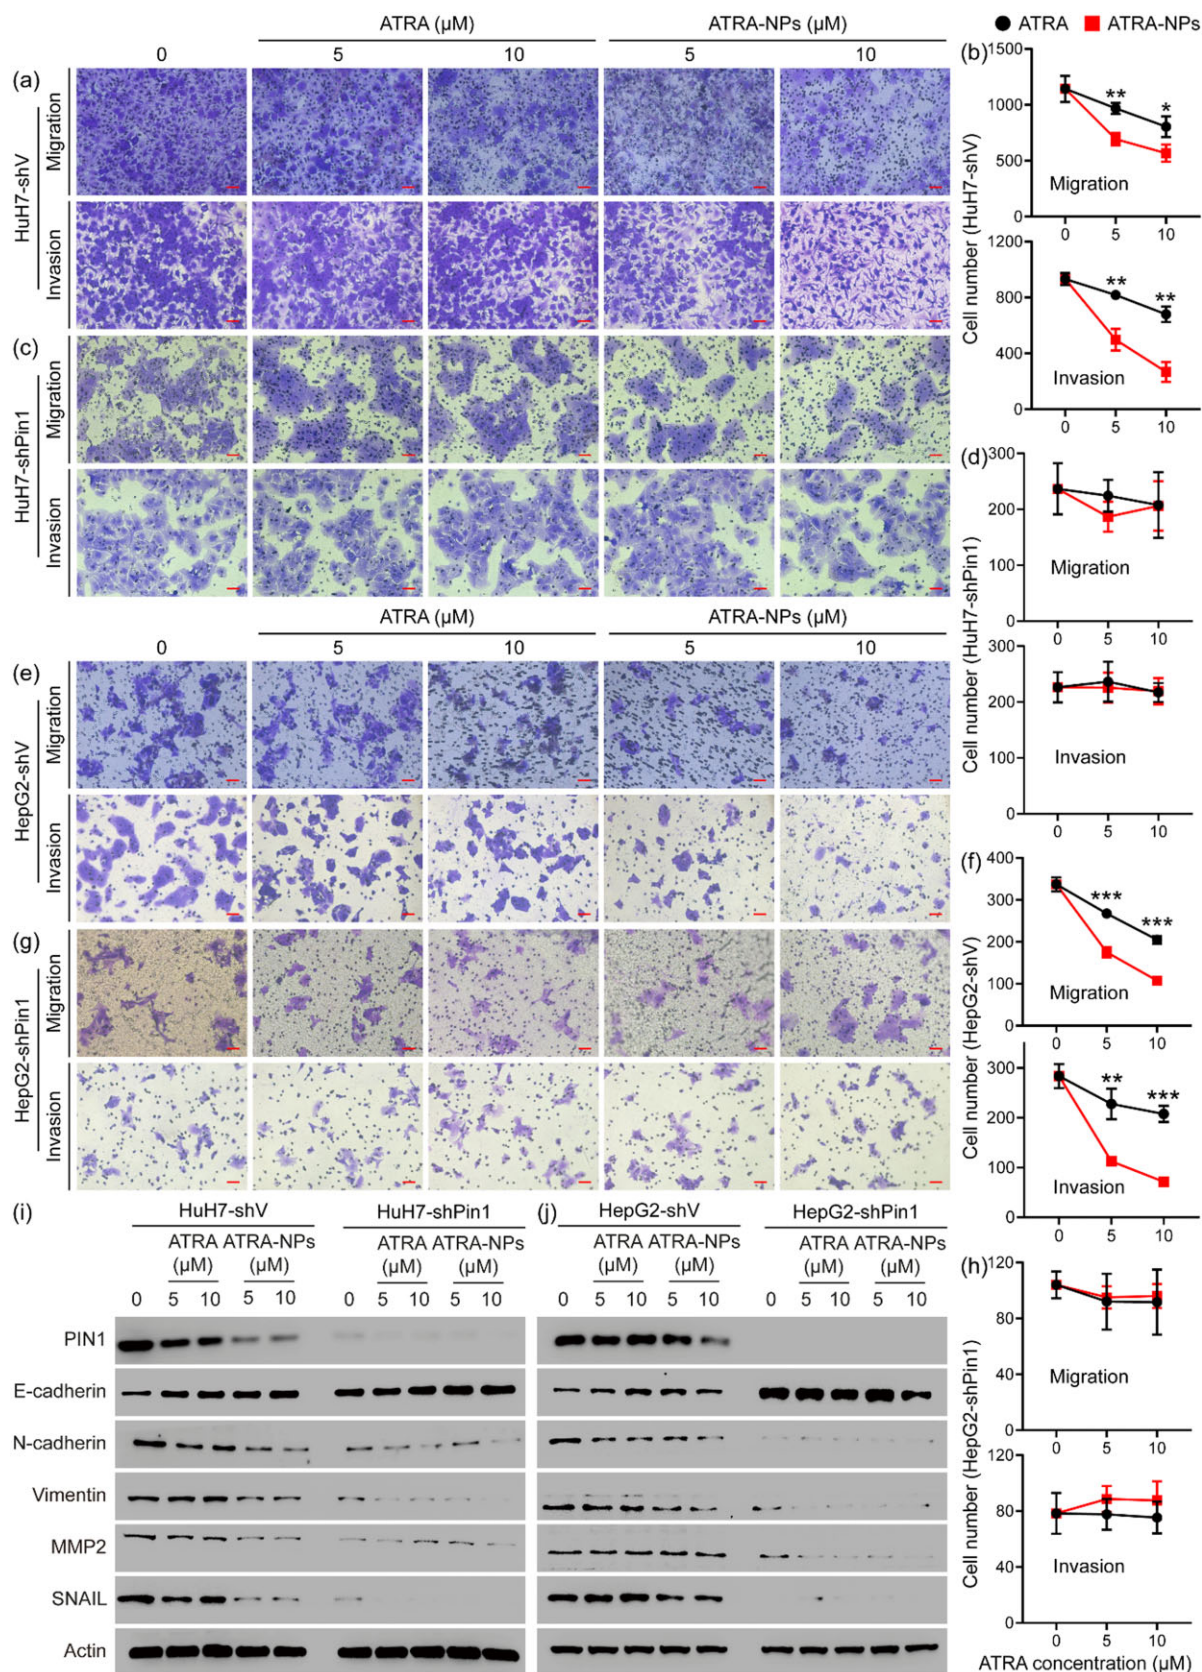 ATRA (μM) ATRA-NPs (μM)
0 5 10 5 10
(a)
HuH7-shV
Migration
Invasion
(c)
HuH7-shPin1
Migration
Invasion
ATRA ATRA-NPs
(b)
Cell number (HuH7-shV)
1500
1000
500
0
** *
Migration
0 5 10
1200
800
400
0
** **
Invasion
0 5 10
(d)
Cell number (HuH7-shPin1)
300
200
100
0
Migration
0 5 10
300
200
100
0
Invasion
0 5 10
ATRA (μM) ATRA-NPs (μM)
0 5 10 5 10
(e)
HepG2-shV
Migration
Invasion
(g)
HepG2-shPin1
Migration
Invasion
(f)
Cell number (HepG2-shV)
400
300
200
100
0
*** ***
Migration
0 5 10
300
200
100
0
** ***
Invasion
0 5 10
(h)
Cell number (HepG2-shPin1)
120
80
40
0
Migration
0 5 10
120
80
40
0
Invasion
0 5 10
ATRA concentration (μM)
(i) HuH7-shV HuH7-shPin1
ATRA ATRA-NPs ATRA ATRA-NPs
(μM) (μM) (μM) (μM)
0 5 10 5 10 0 5 10 5 10
(j) HepG2-shV HepG2-shPin1
ATRA ATRA-NPs ATRA ATRA-NPs
(μM) (μM) (μM) (μM)
0 5 10 5 10 0 5 10 5 10
PIN1
E-cadherin
N-cadherin
Vimentin
MMP2
SNAIL
Actin